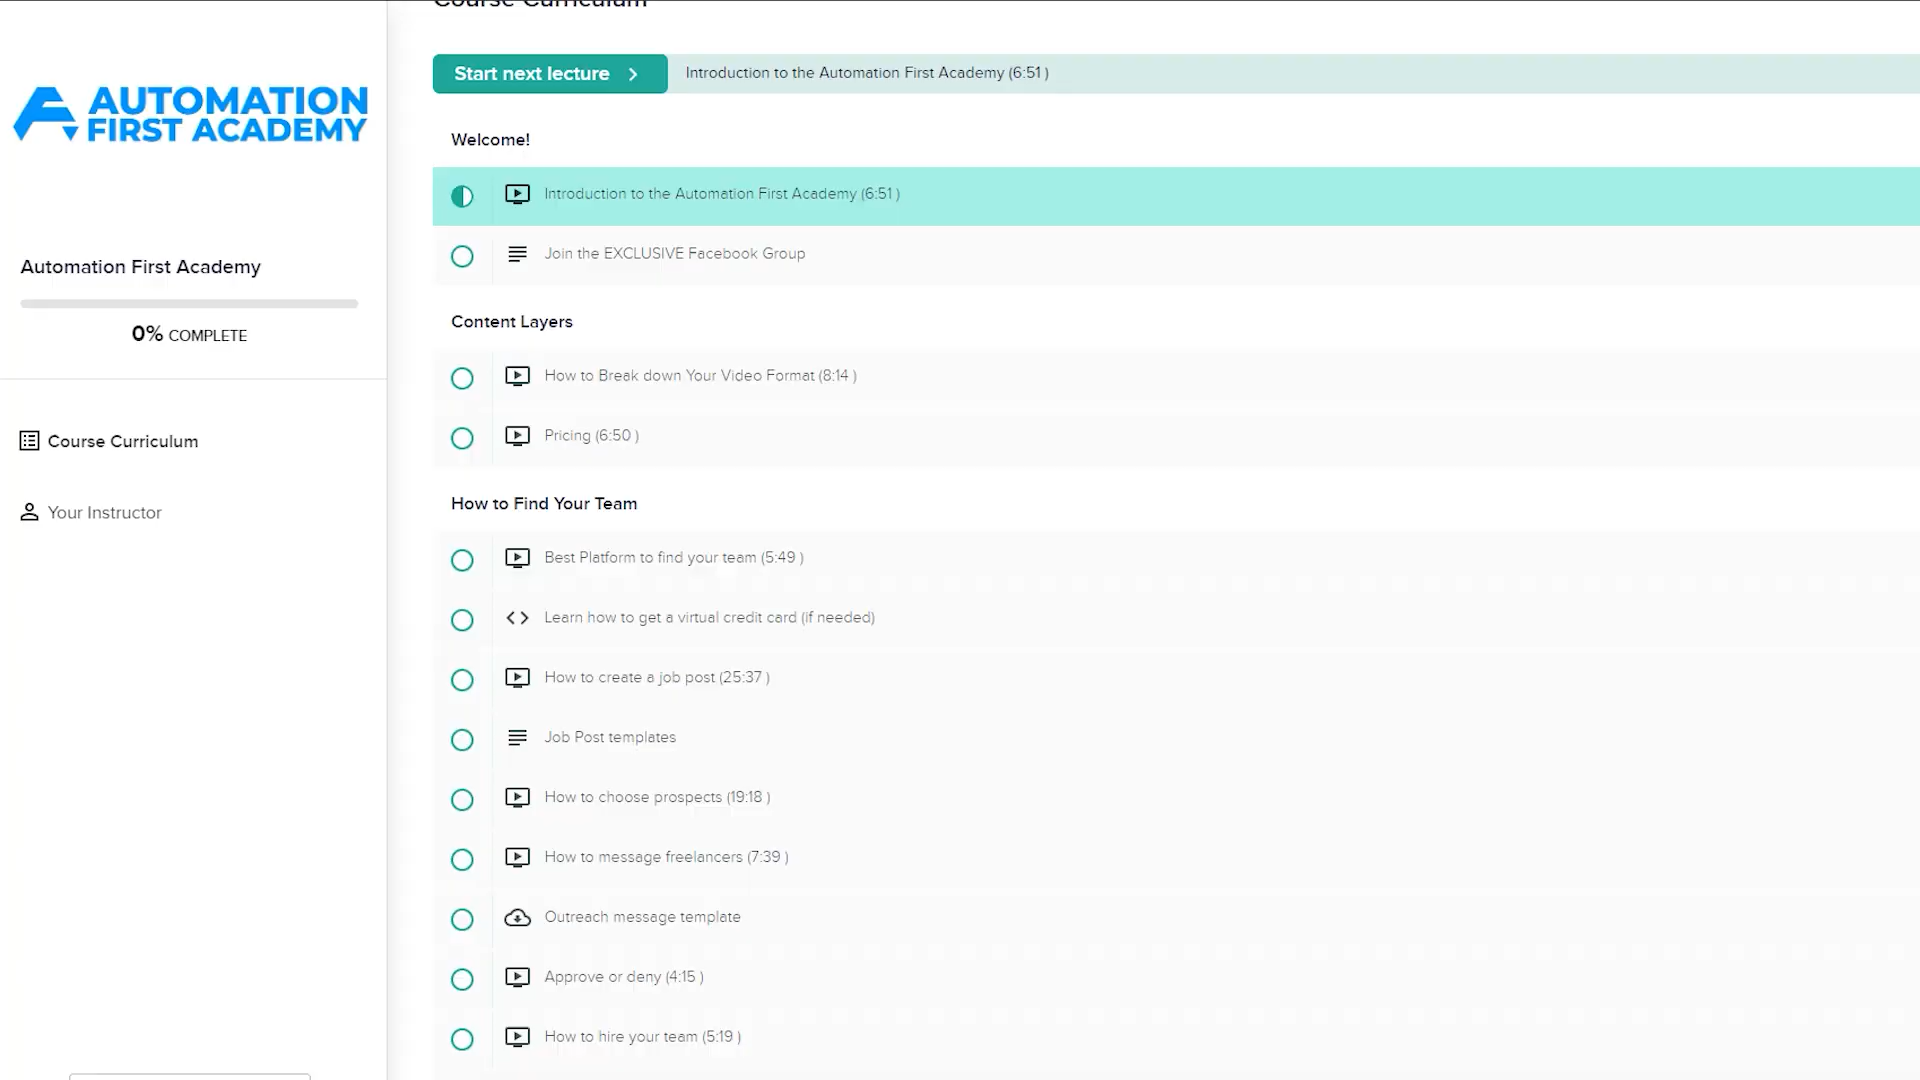 Course Curriculum
Start next lecture
Introduction to the Automation First Academy (6:51 )
AUTOMATION
FIRST ACADEMY
Welcome!
Introduction to the Automation First Academy (6:51 )
Join the EXCLUSIVE Facebook Group
Automation First Academy
0% COMPLETE
Content Layers
How to Break down Your Video Format (8:14 )
Pricing (6:50 )
Course Curriculum
Your Instructor
How to Find Your Team
Best Platform to find your team (5:49 )
Learn how to get a virtual credit card (if needed)
How to create a job post (25:37 )
Job Post templates
How to choose prospects (19:18 )
How to message freelancers (7:39 )
Outreach message template
Approve or deny (4:15 )
How to hire your team (5:19 )